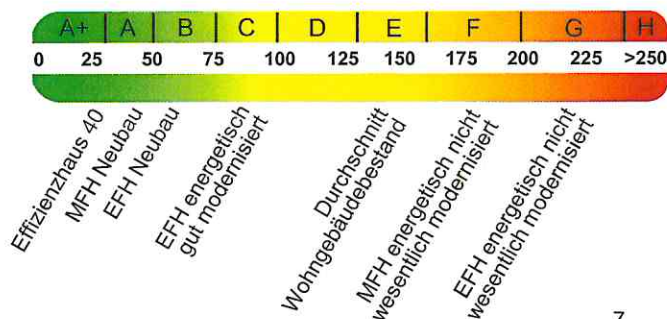 A+ A B C D E F G H
0 25 50 75 100 125 150 175 200 225 >250
Effizienzhaus 40
MFH Neubau
EFH Neubau
EFH energetisch
gut modernisiert
Durchschnitt
Wohngebäudebestand
MFH energetisch nicht
wesentlich modernisiert
EFH energetisch nicht
wesentlich modernisiert
7